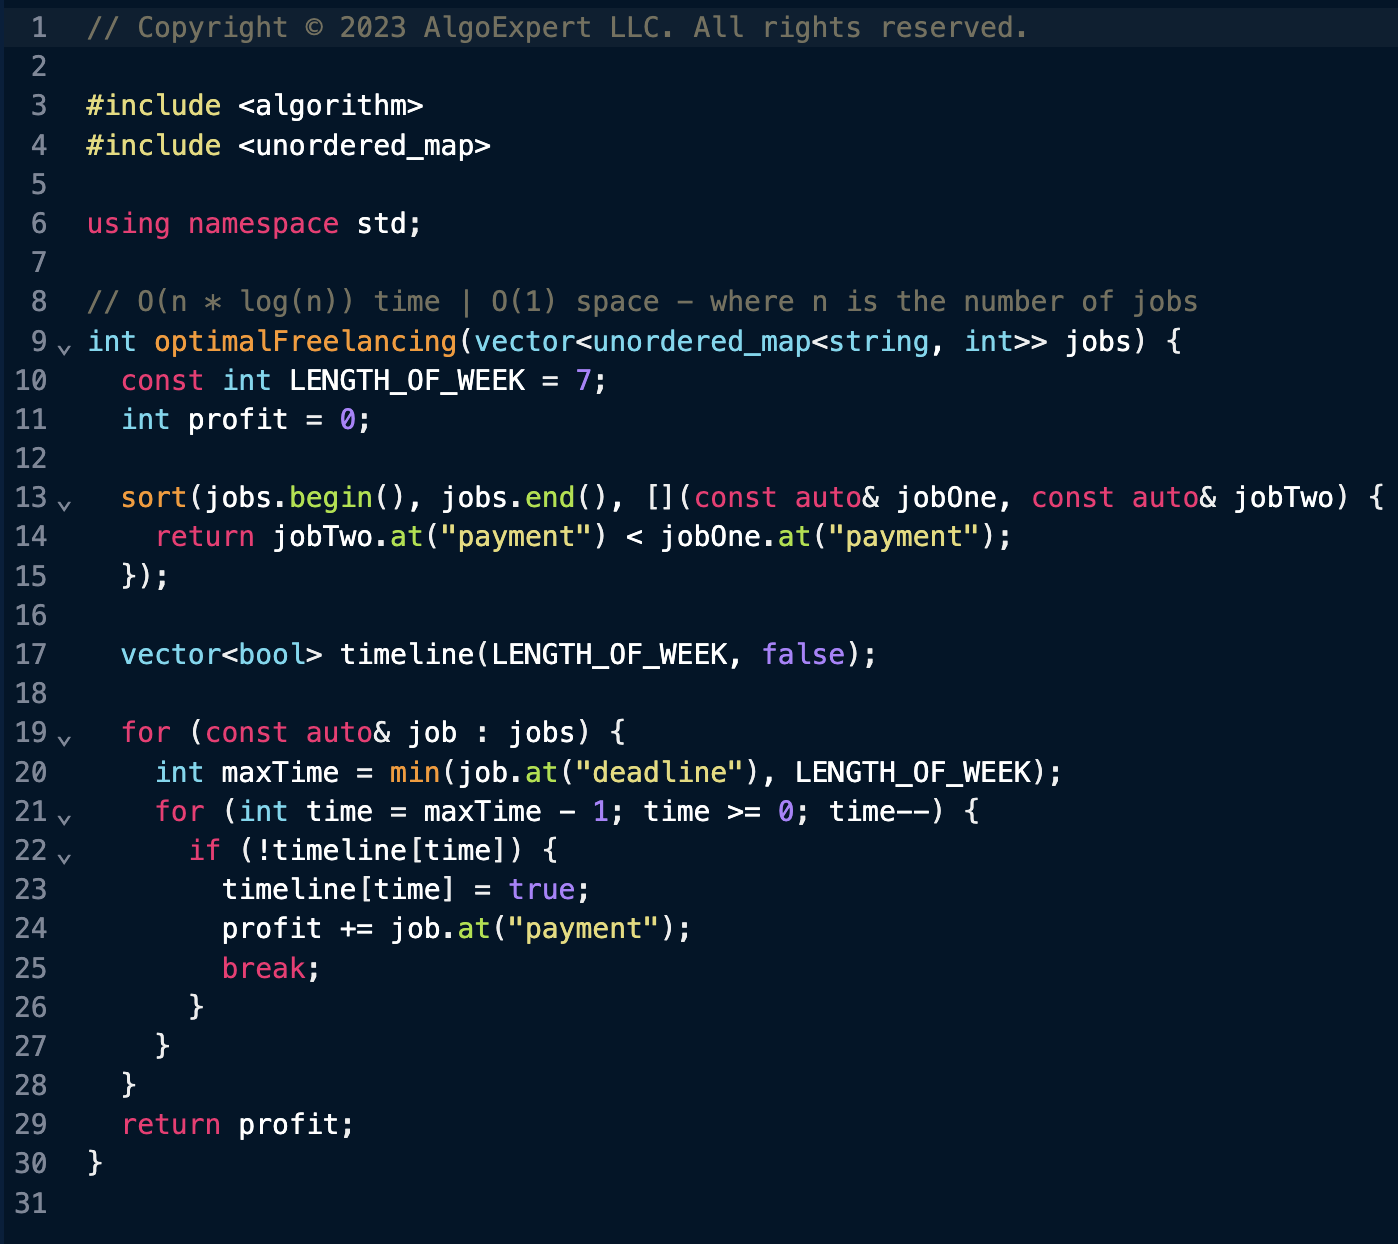 1 // Copyright © 2023 AlgoExpert LLC. All rights reserved.
2
3 #include <algorithm>
4 #include <unordered_map>
5
6 using namespace std;
7
8 // O(n * log(n)) time | O(1) space - where n is the number of jobs
9 int optimalFreelancing(vector<unordered_map<string, int>> jobs) {
10   const int LENGTH_OF_WEEK = 7;
11   int profit = 0;
12
13   sort(jobs.begin(), jobs.end(), [](const auto& jobOne, const auto& jobTwo) {
14     return jobTwo.at("payment") < jobOne.at("payment");
15   });
16
17   vector<bool> timeline(LENGTH_OF_WEEK, false);
18
19   for (const auto& job : jobs) {
20     int maxTime = min(job.at("deadline"), LENGTH_OF_WEEK);
21     for (int time = maxTime - 1; time >= 0; time--) {
22       if (!timeline[time]) {
23         timeline[time] = true;
24         profit += job.at("payment");
25         break;
26       }
27     }
28   }
29   return profit;
30 }
31